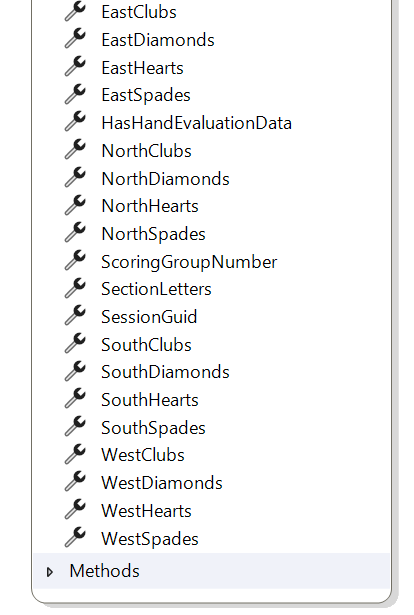 EastClubs
EastDiamonds
EastHearts
EastSpades
HasHandEvaluationData
NorthClubs
NorthDiamonds
NorthHearts
NorthSpades
ScoringGroupNumber
SectionLetters
SessionGuid
SouthClubs
SouthDiamonds
SouthHearts
SouthSpades
WestClubs
WestDiamonds
WestHearts
WestSpades
Methods